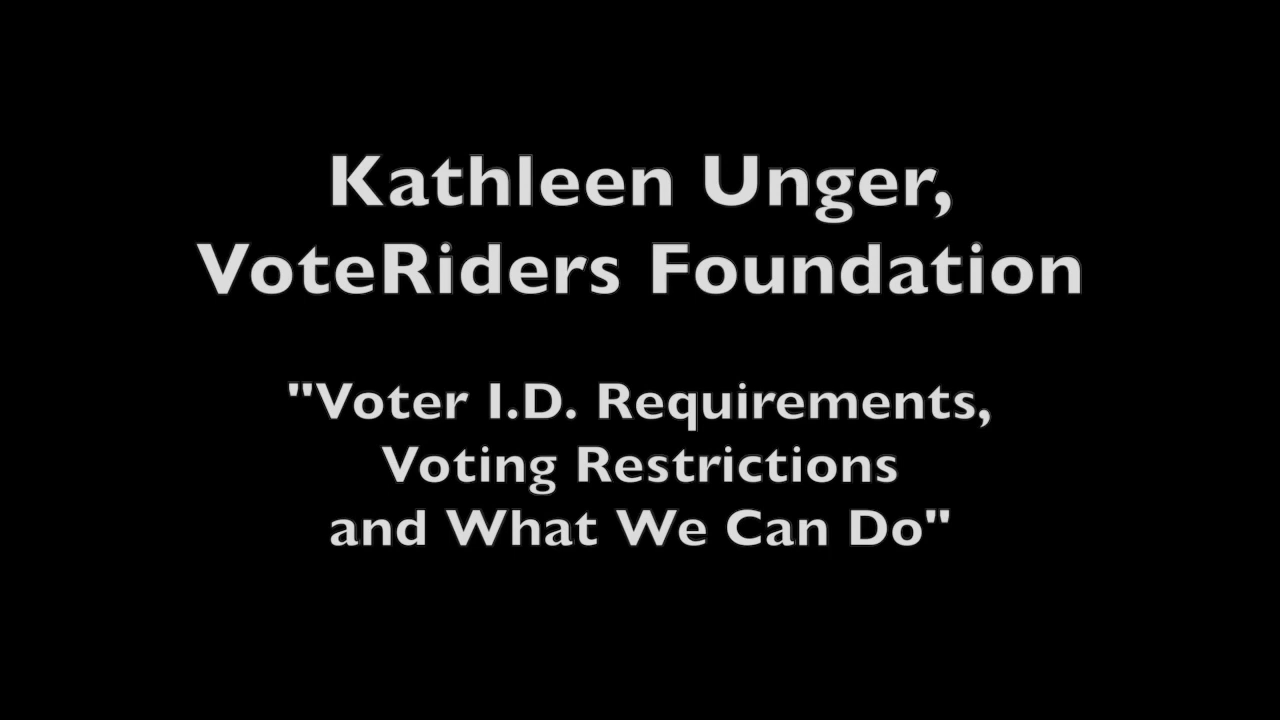 Kathleen Unger,
VoteRiders Foundation
"Voter I.D. Requirements,
Voting Restrictions
and What We Can Do"